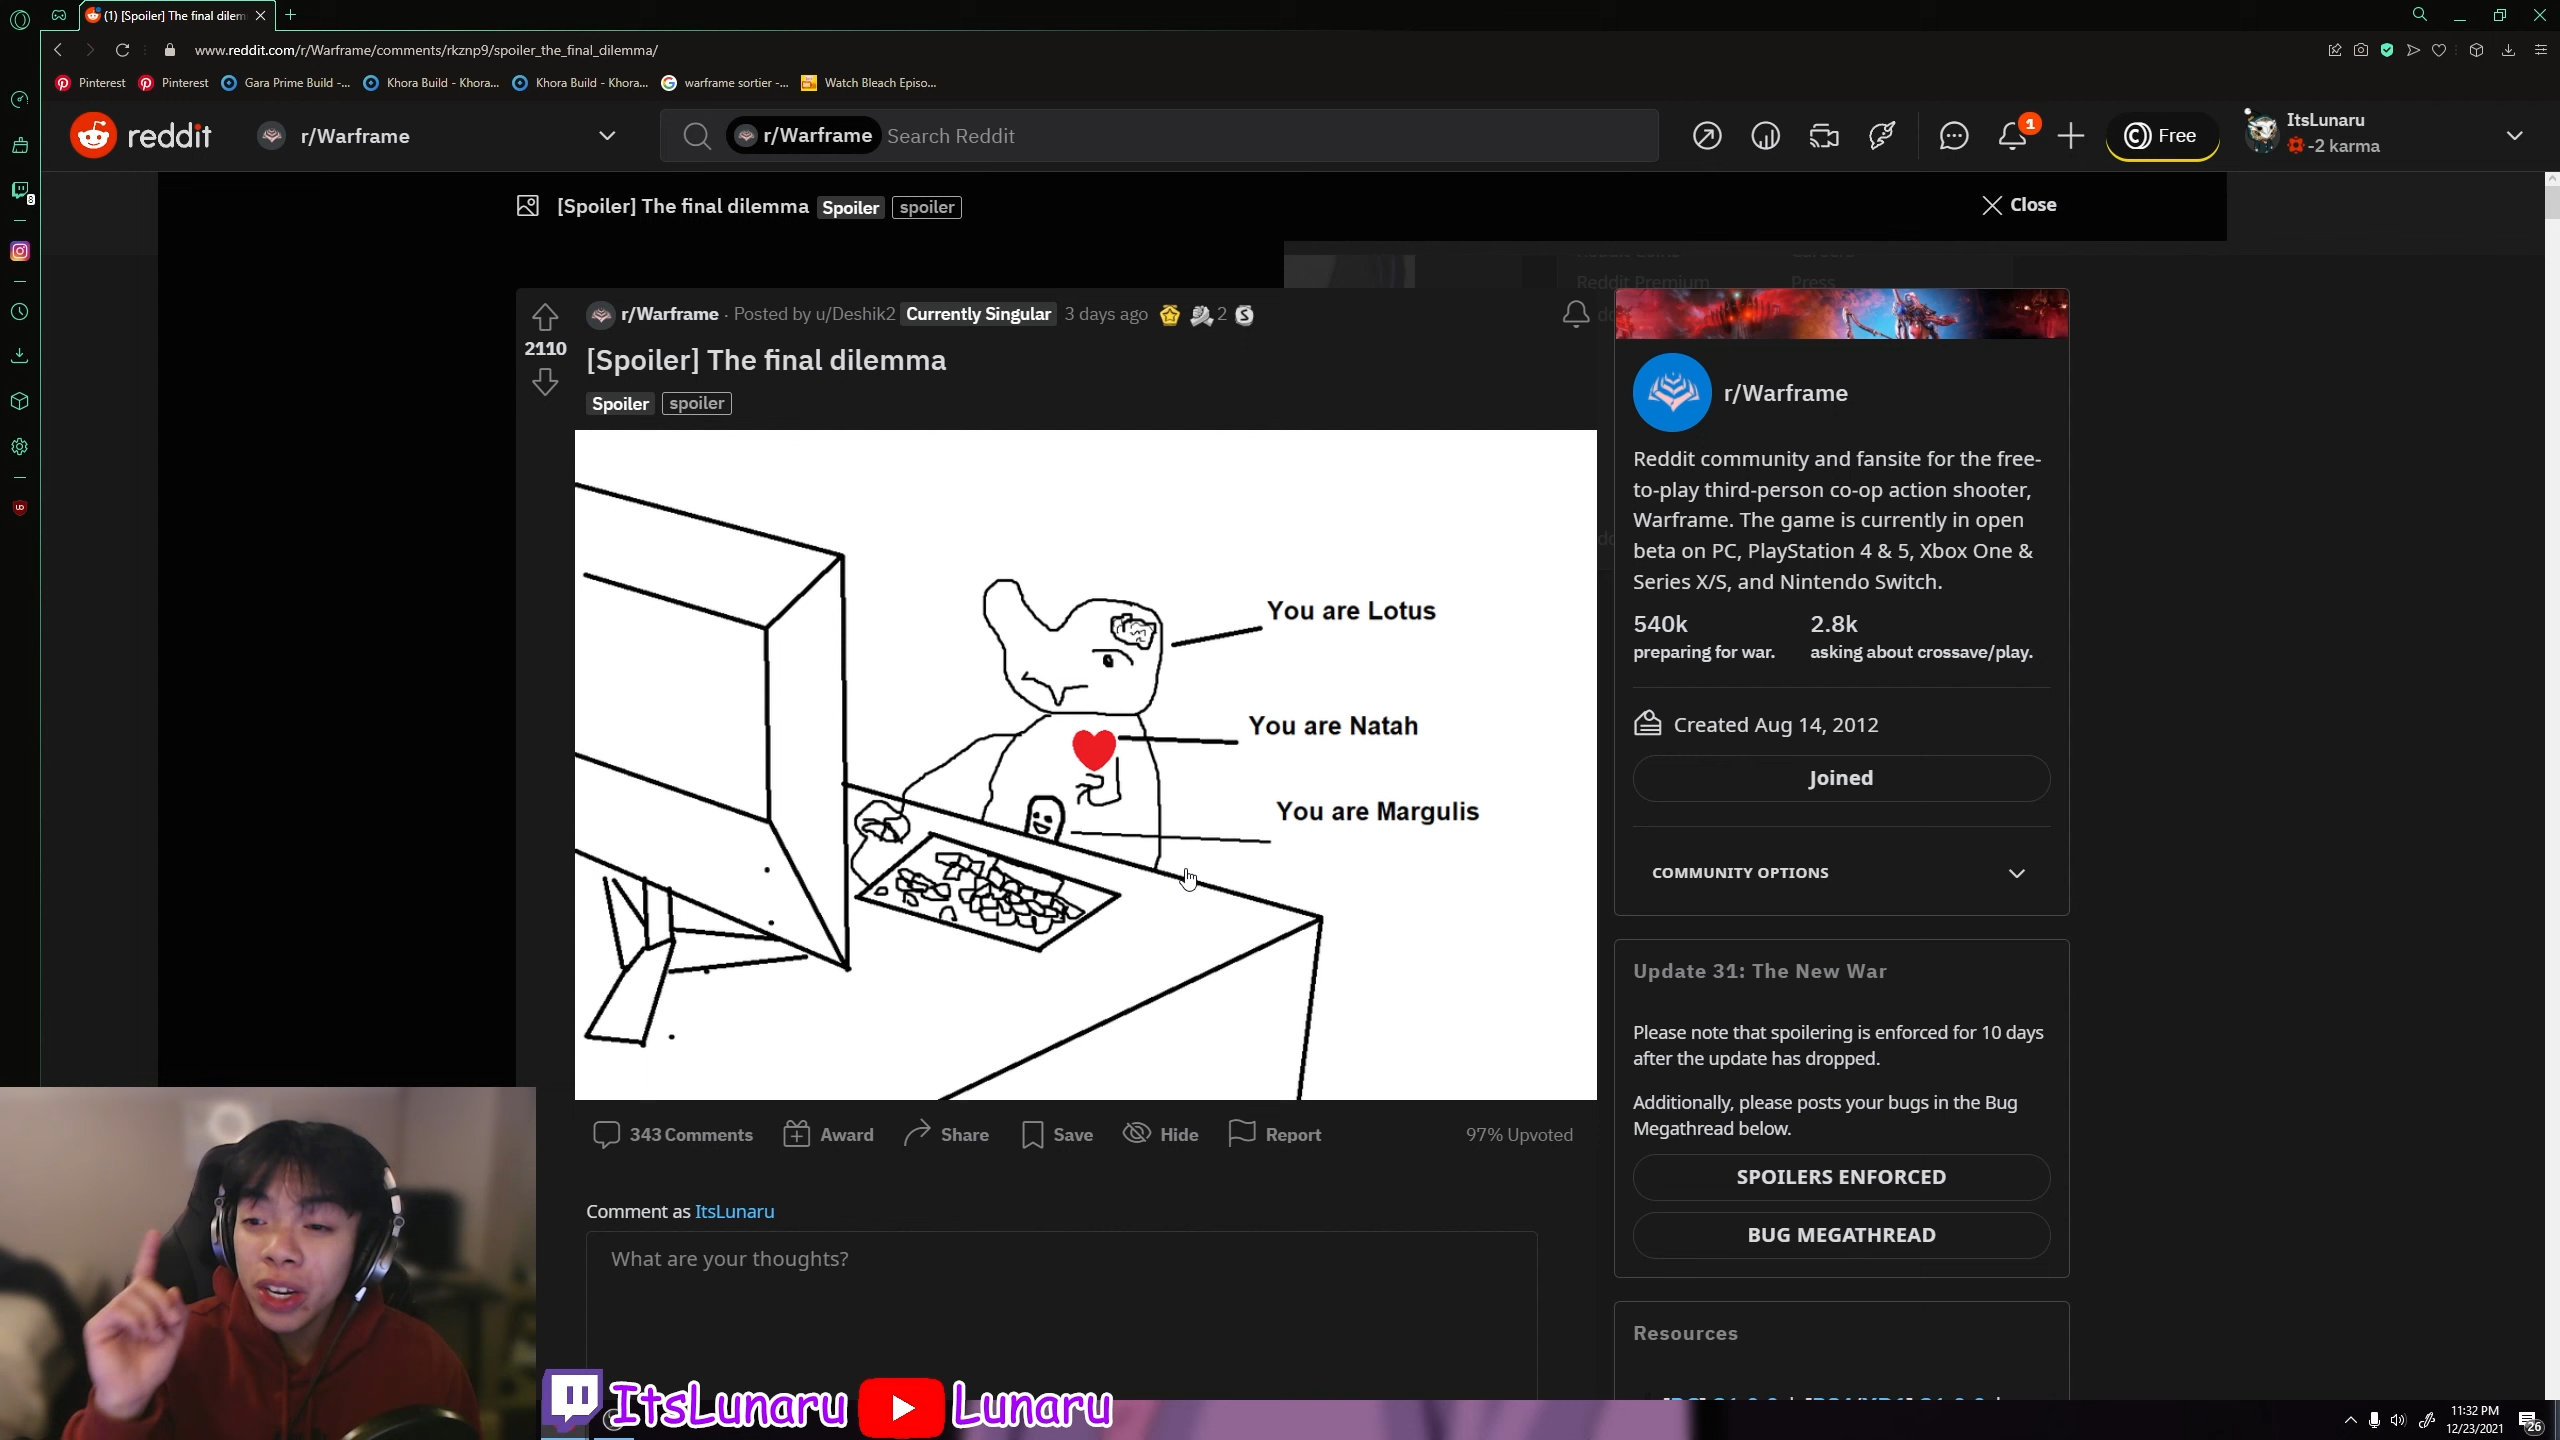 (1) [Spoiler] The final dilem
www.reddit.com/r/Warframe/comments/rkznp9/spoiler_the_final_dilemma/
Pinterest
Pinterest
Gara Prime Build -...
Khora Build - Khora...
Khora Build - Khora...
warframe sortier -...
Watch Bleach Episo...
reddit
r/Warframe
r/Warframe
Search Reddit
1
Free
ItsLunaru
-2 karma
8
[Spoiler] The final dilemma
Spoiler
spoiler
Close
Reddit Premium
Press
r/Warframe · Posted by u/Deshik2 Currently Singular 3 days ago 2
2110
[Spoiler] The final dilemma
Spoiler
spoiler
You are Lotus
You are Natah
You are Margulis
343 Comments
Award
Share
Save
Hide
Report
97% Upvoted
Comment as ItsLunaru
What are your thoughts?
r/Warframe
Reddit community and fansite for the free-
to-play third-person co-op action shooter,
Warframe. The game is currently in open
beta on PC, PlayStation 4 & 5, Xbox One &
Series X/S, and Nintendo Switch.
540k
2.8k
preparing for war.
asking about crossave/play.
Created Aug 14, 2012
Joined
COMMUNITY OPTIONS
Update 31: The New War
Please note that spoilering is enforced for 10 days
after the update has dropped.
Additionally, please posts your bugs in the Bug
Megathread below.
SPOILERS ENFORCED
BUG MEGATHREAD
Resources
ItsLunaru
Lunaru
11:32 PM
12/23/2021
26